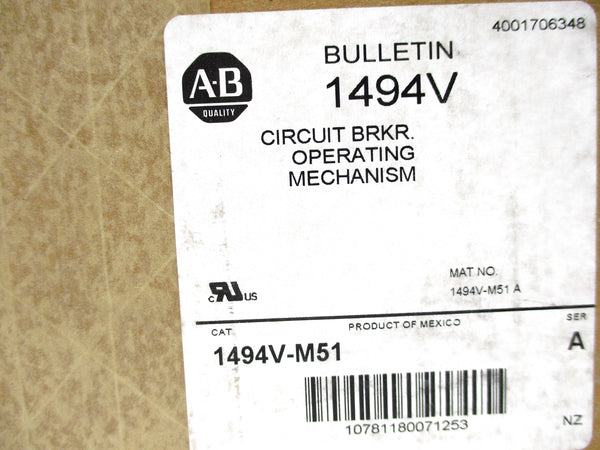 4001706348
BULLETIN
1494V
A-B
QUALITY
CIRCUIT BRKR.
OPERATING
MECHANISM
MAT NO.
1494V-M51 A
c RU US
CAT.
PRODUCT OF MEXICO
SER
1494V-M51
A
10781180071253
NZ